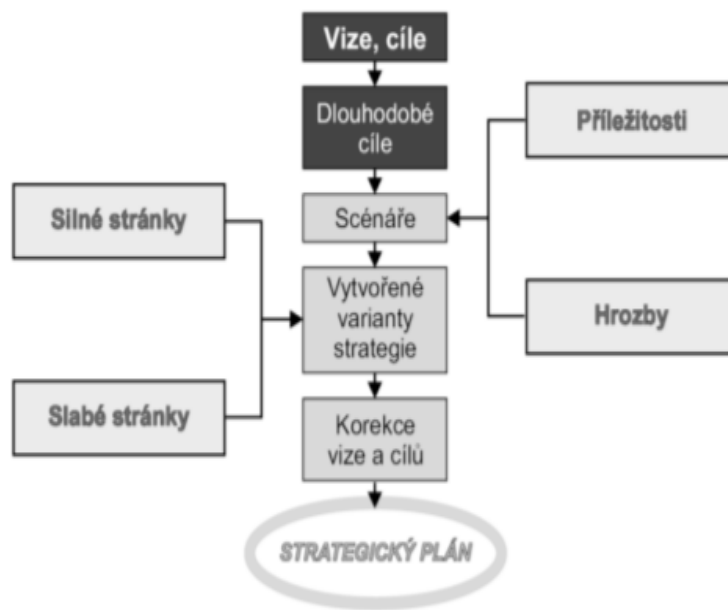 Vize, cíle
Dlouhodobé
cíle
Příležitosti
Silné stránky
Scénáře
Vytvořené
varianty
strategie
Hrozby
Slabé stránky
Korekce
vize a cílů
STRATEGICKÝ PLÁN